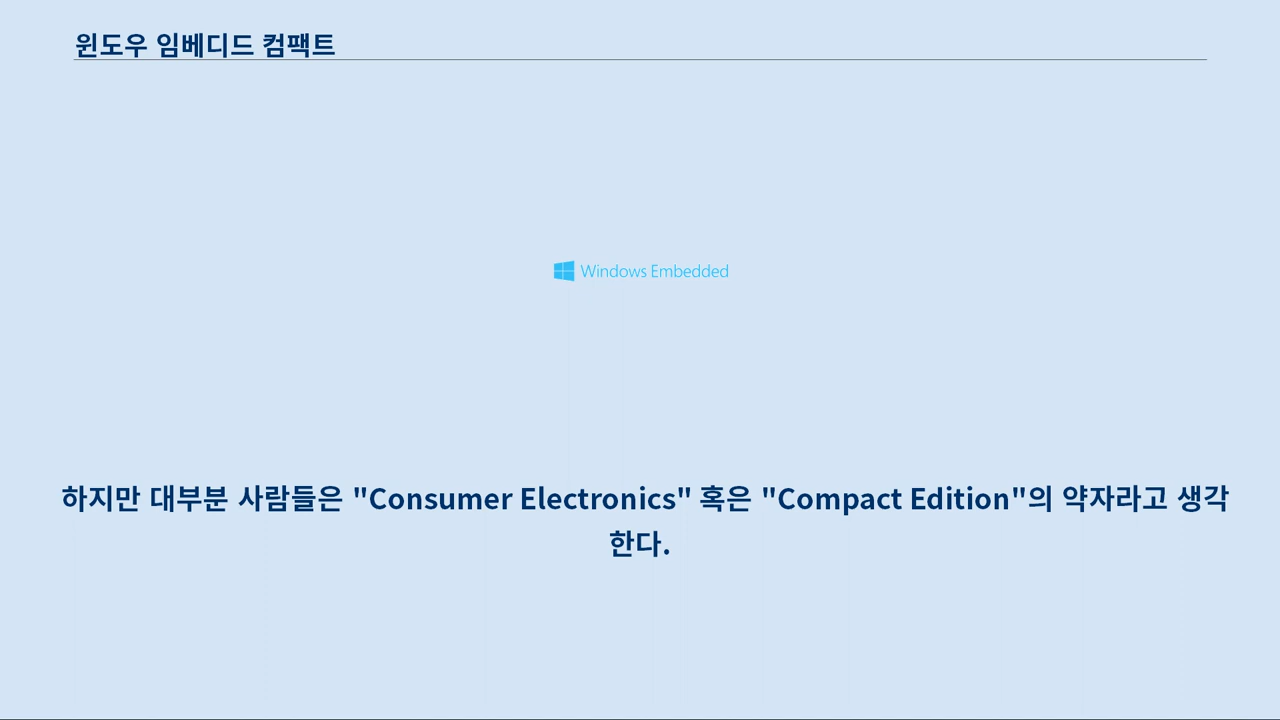 윈도우 임베디드 컴팩트
Windows Embedded
하지만 대부분 사람들은 "Consumer Electronics" 혹은 "Compact Edition"의 약자라고 생각
한다.